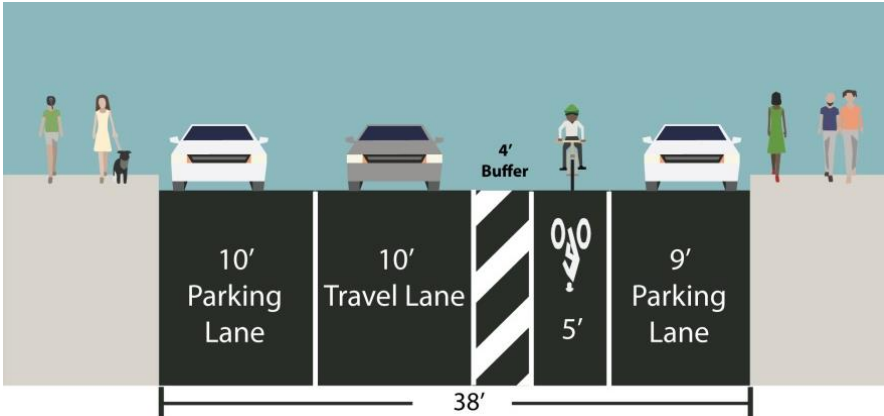 4’
Buffer
10’
Parking
Lane
10’
Travel Lane
5’
9’
Parking
Lane
38’